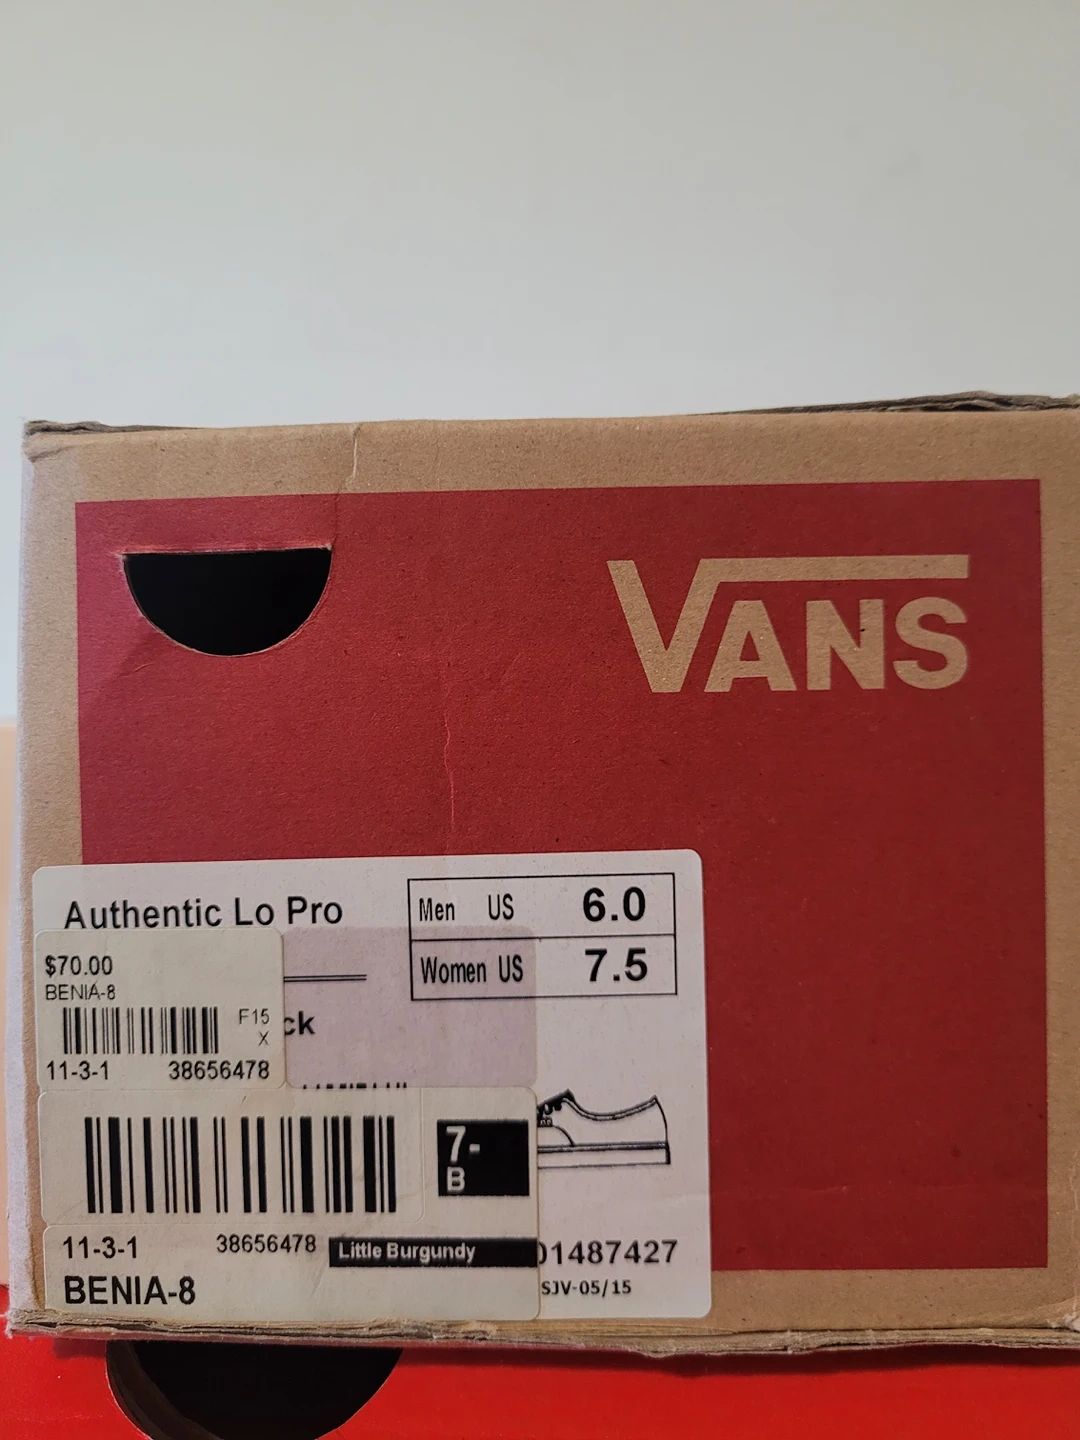 VANS
Authentic Lo Pro
Men US 6.0
Women US 7.5
$70.00
BENIA-8
F15
X
11-3-1 38656478
ck
7-
B
11-3-1 38656478 Little Burgundy
BENIA-8
01487427
SJV-05/15